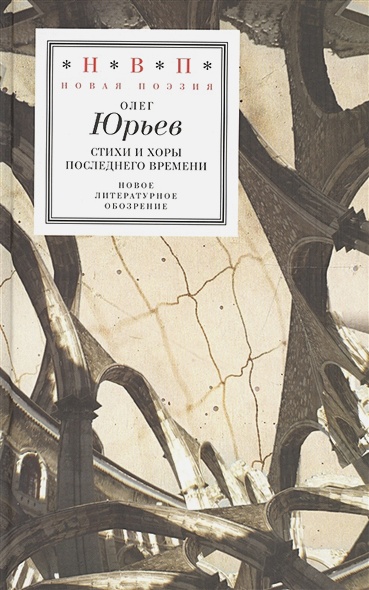 * Н * В * П *
НОВАЯ ПОЭЗИЯ
ОЛЕГ
Юрьев
СТИХИ И ХОРЫ
ПОСЛЕДНЕГО ВРЕМЕНИ
НОВОЕ
ЛИТЕРАТУРНОЕ
ОБОЗРЕНИЕ